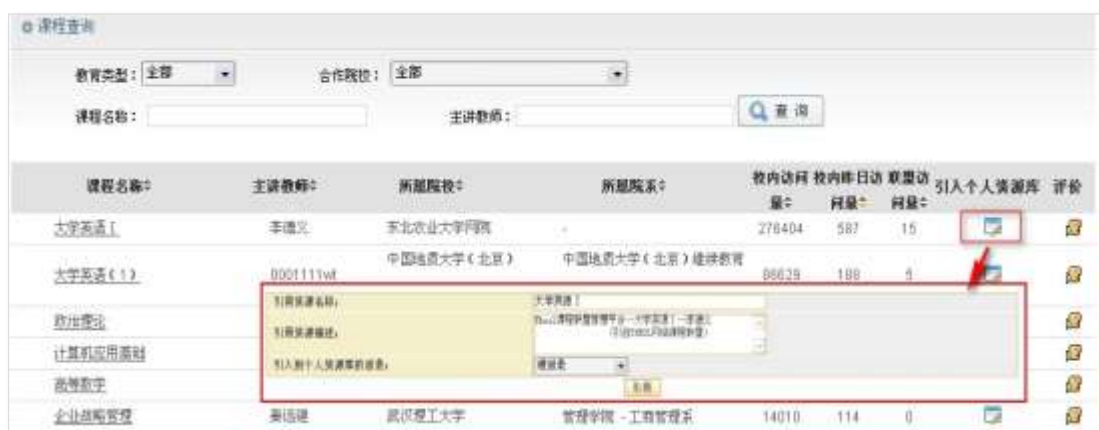 课程查询
教育类型： 全部 合作院校： 全部
课程名称： 主讲教师： 查 询
课程名称 主讲教师 所属院校 所属院系 校内访问量 校内昨日访问量 联盟访问量 引入个人资源库 评价
大学英语 I 李德义 东北农业大学网院 - 276404 587 15
大学英语(1) 0001111wt 中国地质大学(北京) 中国地质大学(北京)继续教育 86629 188
引用资源名称： 大学英语 I
引用资源描述：
引入到个人资源库的目录： 根目录
政治理论
计算机应用基础
高等数学
企业战略管理 武汉理工大学 管理学院 - 工商管理系 14010 114 0